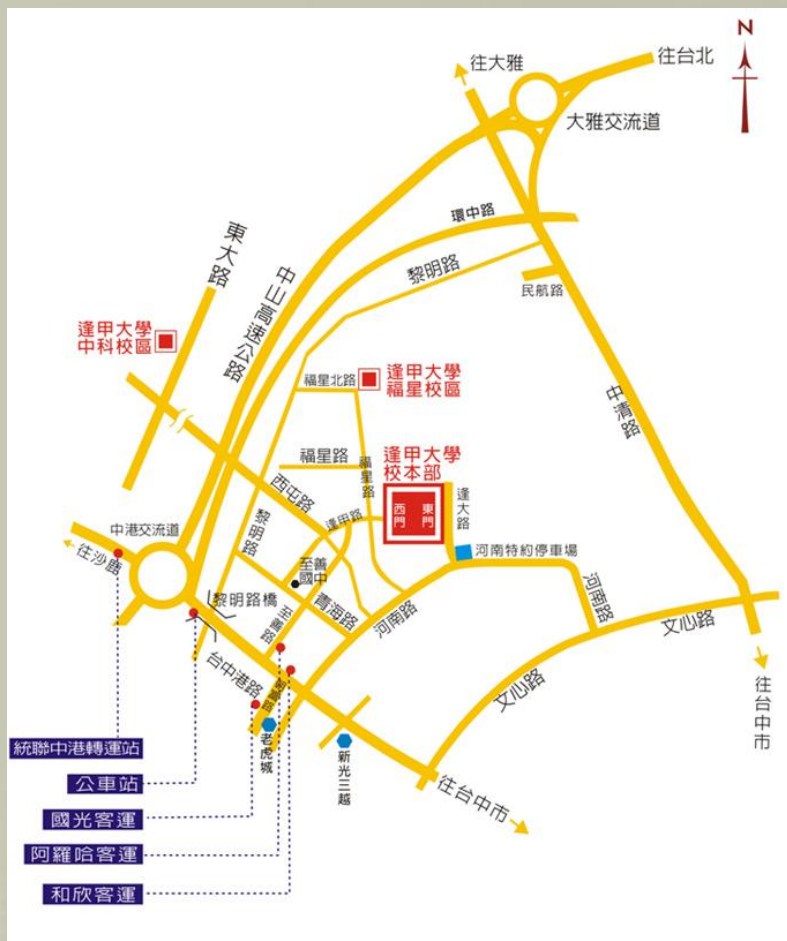 N
往大雅
往台北
大雅交流道
環中路
東大路
黎明路
民航路
中山高速公路
逢甲大學
中科校區
福星北路
逢甲大學
福星校區
中清路
福星路
福星路
逢甲大學
校本部
西門
東門
逢大路
西屯路
逢甲路
黎明路
河南特約停車場
中港交流道
往沙鹿
至善
國中
黎明路橋
青海路
至善路
河南路
河南路
文心路
文心路
台中港路
朝富路
往台中市
老虎城
新光三越
往台中市
統聯中港轉運站
公車站
國光客運
阿羅哈客運
和欣客運